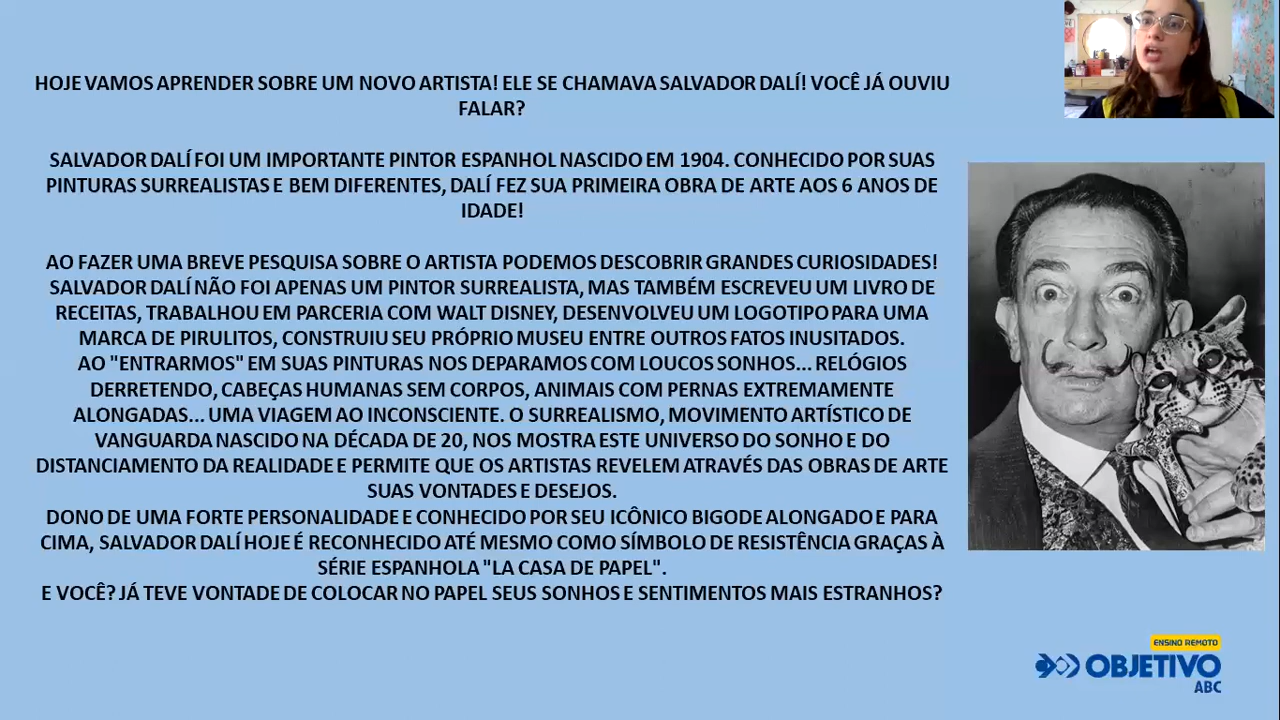 HOJE VAMOS APRENDER SOBRE UM NOVO ARTISTA! ELE SE CHAMAVA SALVADOR DALÍ! VOCÊ JÁ OUVIU
FALAR?
SALVADOR DALÍ FOI UM IMPORTANTE PINTOR ESPANHOL NASCIDO EM 1904. CONHECIDO POR SUAS
PINTURAS SURREALISTAS E BEM DIFERENTES, DALÍ FEZ SUA PRIMEIRA OBRA DE ARTE AOS 6 ANOS DE
IDADE!
AO FAZER UMA BREVE PESQUISA SOBRE O ARTISTA PODEMOS DESCOBRIR GRANDES CURIOSIDADES!
SALVADOR DALÍ NÃO FOI APENAS UM PINTOR SURREALISTA, MAS TAMBÉM ESCREVEU UM LIVRO DE
RECEITAS, TRABALHOU EM PARCERIA COM WALT DISNEY, DESENVOLVEU UM LOGOTIPO PARA UMA
MARCA DE PIRULITOS, CONSTRUIU SEU PRÓPRIO MUSEU ENTRE OUTROS FATOS INUSITADOS.
AO "ENTRARMOS" EM SUAS PINTURAS NOS DEPARAMOS COM LOUCOS SONHOS... RELÓGIOS
DERRETENDO, CABEÇAS HUMANAS SEM CORPOS, ANIMAIS COM PERNAS EXTREMAMENTE
ALONGADAS... UMA VIAGEM AO INCONSCIENTE. O SURREALISMO, MOVIMENTO ARTÍSTICO DE
VANGUARDA NASCIDO NA DÉCADA DE 20, NOS MOSTRA ESTE UNIVERSO DO SONHO E DO
DISTANCIAMENTO DA REALIDADE E PERMITE QUE OS ARTISTAS REVELEM ATRAVÉS DAS OBRAS DE ARTE
SUAS VONTADES E DESEJOS.
DONO DE UMA FORTE PERSONALIDADE E CONHECIDO POR SEU ICÔNICO BIGODE ALONGADO E PARA
CIMA, SALVADOR DALÍ HOJE É RECONHECIDO ATÉ MESMO COMO SÍMBOLO DE RESISTÊNCIA GRAÇAS À
SÉRIE ESPANHOLA "LA CASA DE PAPEL".
E VOCÊ? JÁ TEVE VONTADE DE COLOCAR NO PAPEL SEUS SONHOS E SENTIMENTOS MAIS ESTRANHOS?
ENSINO REMOTO
OBJETIVO
ABC